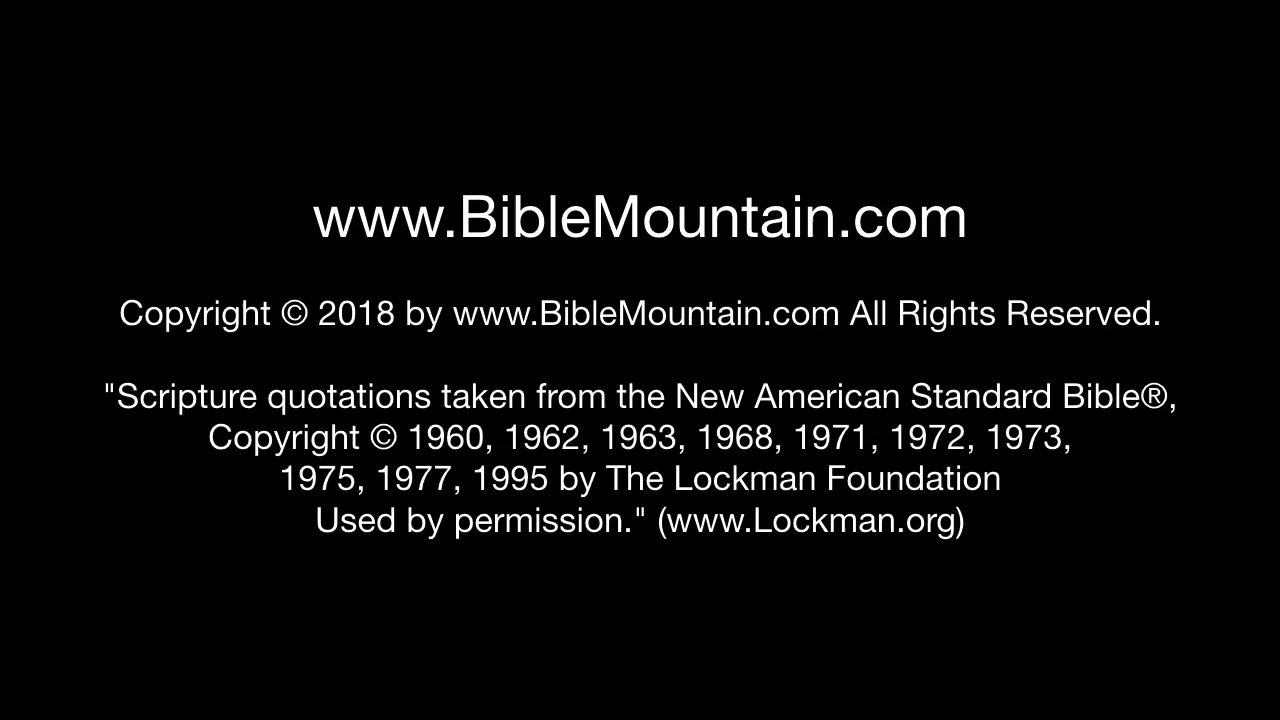 www.BibleMountain.com
Copyright © 2018 by www.BibleMountain.com All Rights Reserved.
"Scripture quotations taken from the New American Standard Bible®,
Copyright © 1960, 1962, 1963, 1968, 1971, 1972, 1973,
1975, 1977, 1995 by The Lockman Foundation
Used by permission." (www.Lockman.org)